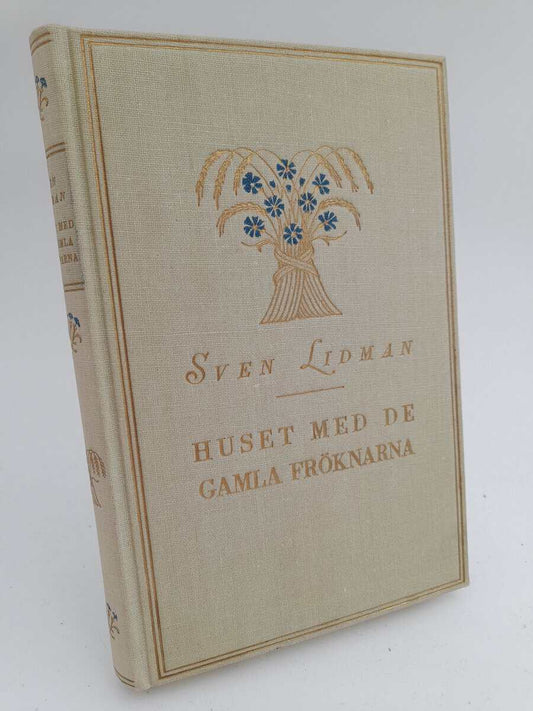 SVEN LIDMAN
HUSET MED DE
GAMLA FRÖKNARNA